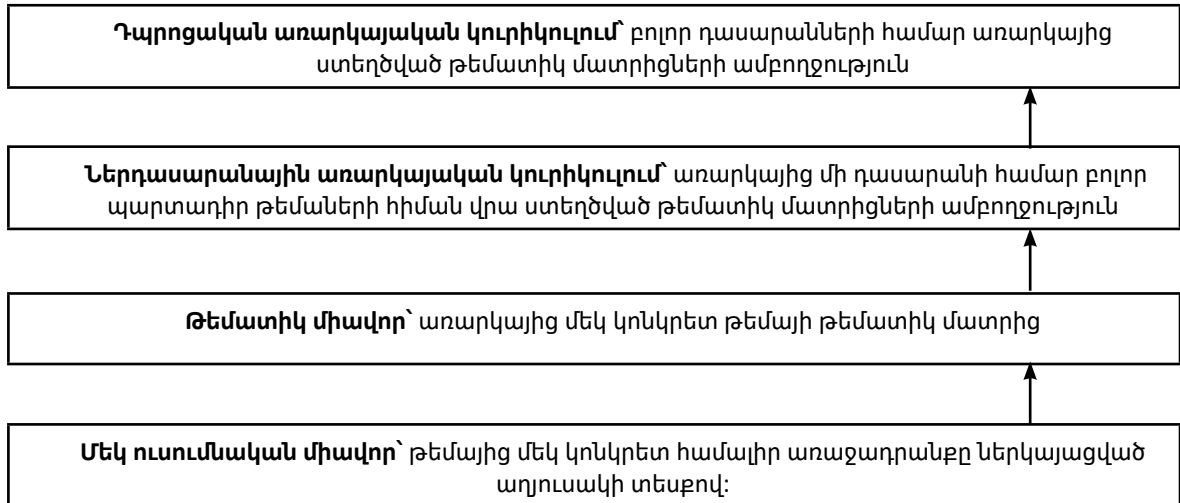 Դպրոցական առարկայական կուրիկուլում՝ բոլոր դասարանների համար առարկայից
ստեղծված թեմատիկ մատրիցների ամբողջություն
Ներդասարանային առարկայական կուրիկուլում՝ առարկայից մի դասարանի համար բոլոր
պարտադիր թեմաների հիման վրա ստեղծված թեմատիկ մատրիցների ամբողջություն
Թեմատիկ միավոր՝ առարկայից մեկ կոնկրետ թեմայի թեմատիկ մատրից
Մեկ ուսումնական միավոր՝ թեմայից մեկ կոնկրետ համալիր առաջադրանքը ներկայացված
աղյուսակի տեսքով: